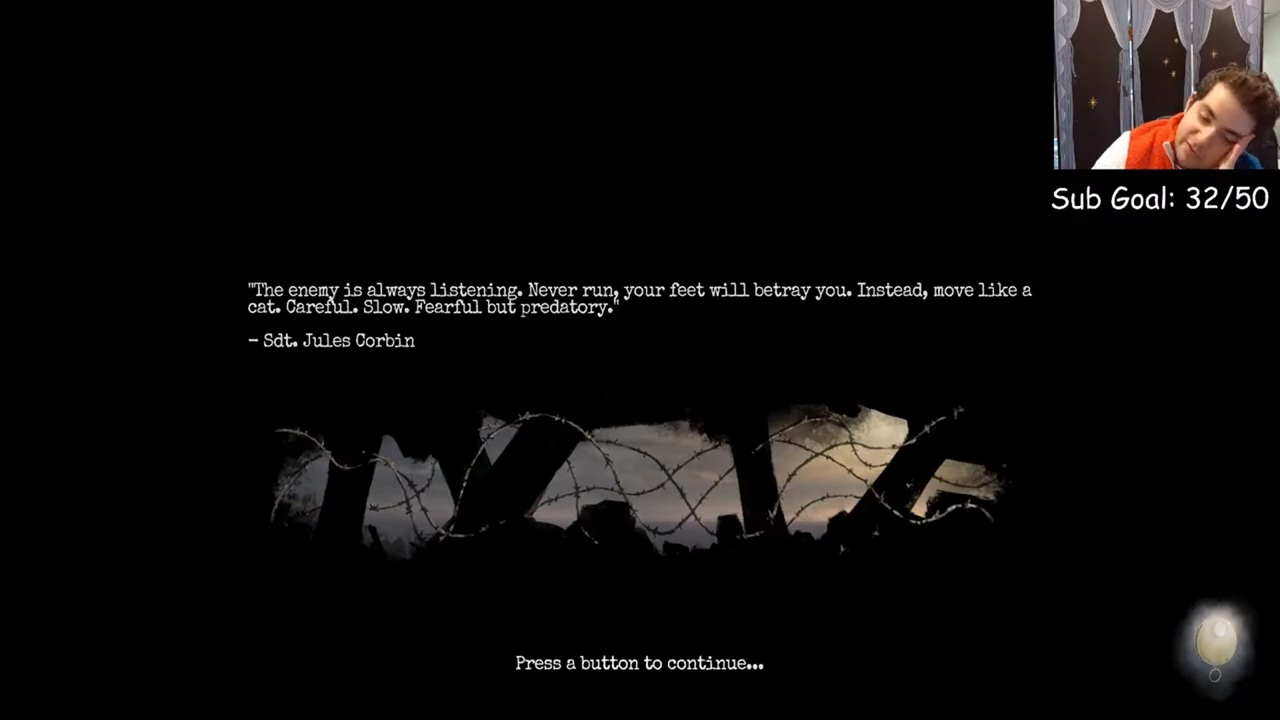 Sub Goal: 32/50
"The enemy is always listening. Never run, your feet will betray you. Instead, move like a
cat. Careful. Slow. Fearful but predatory."
- Sdt. Jules Corbin
Press a button to continue...